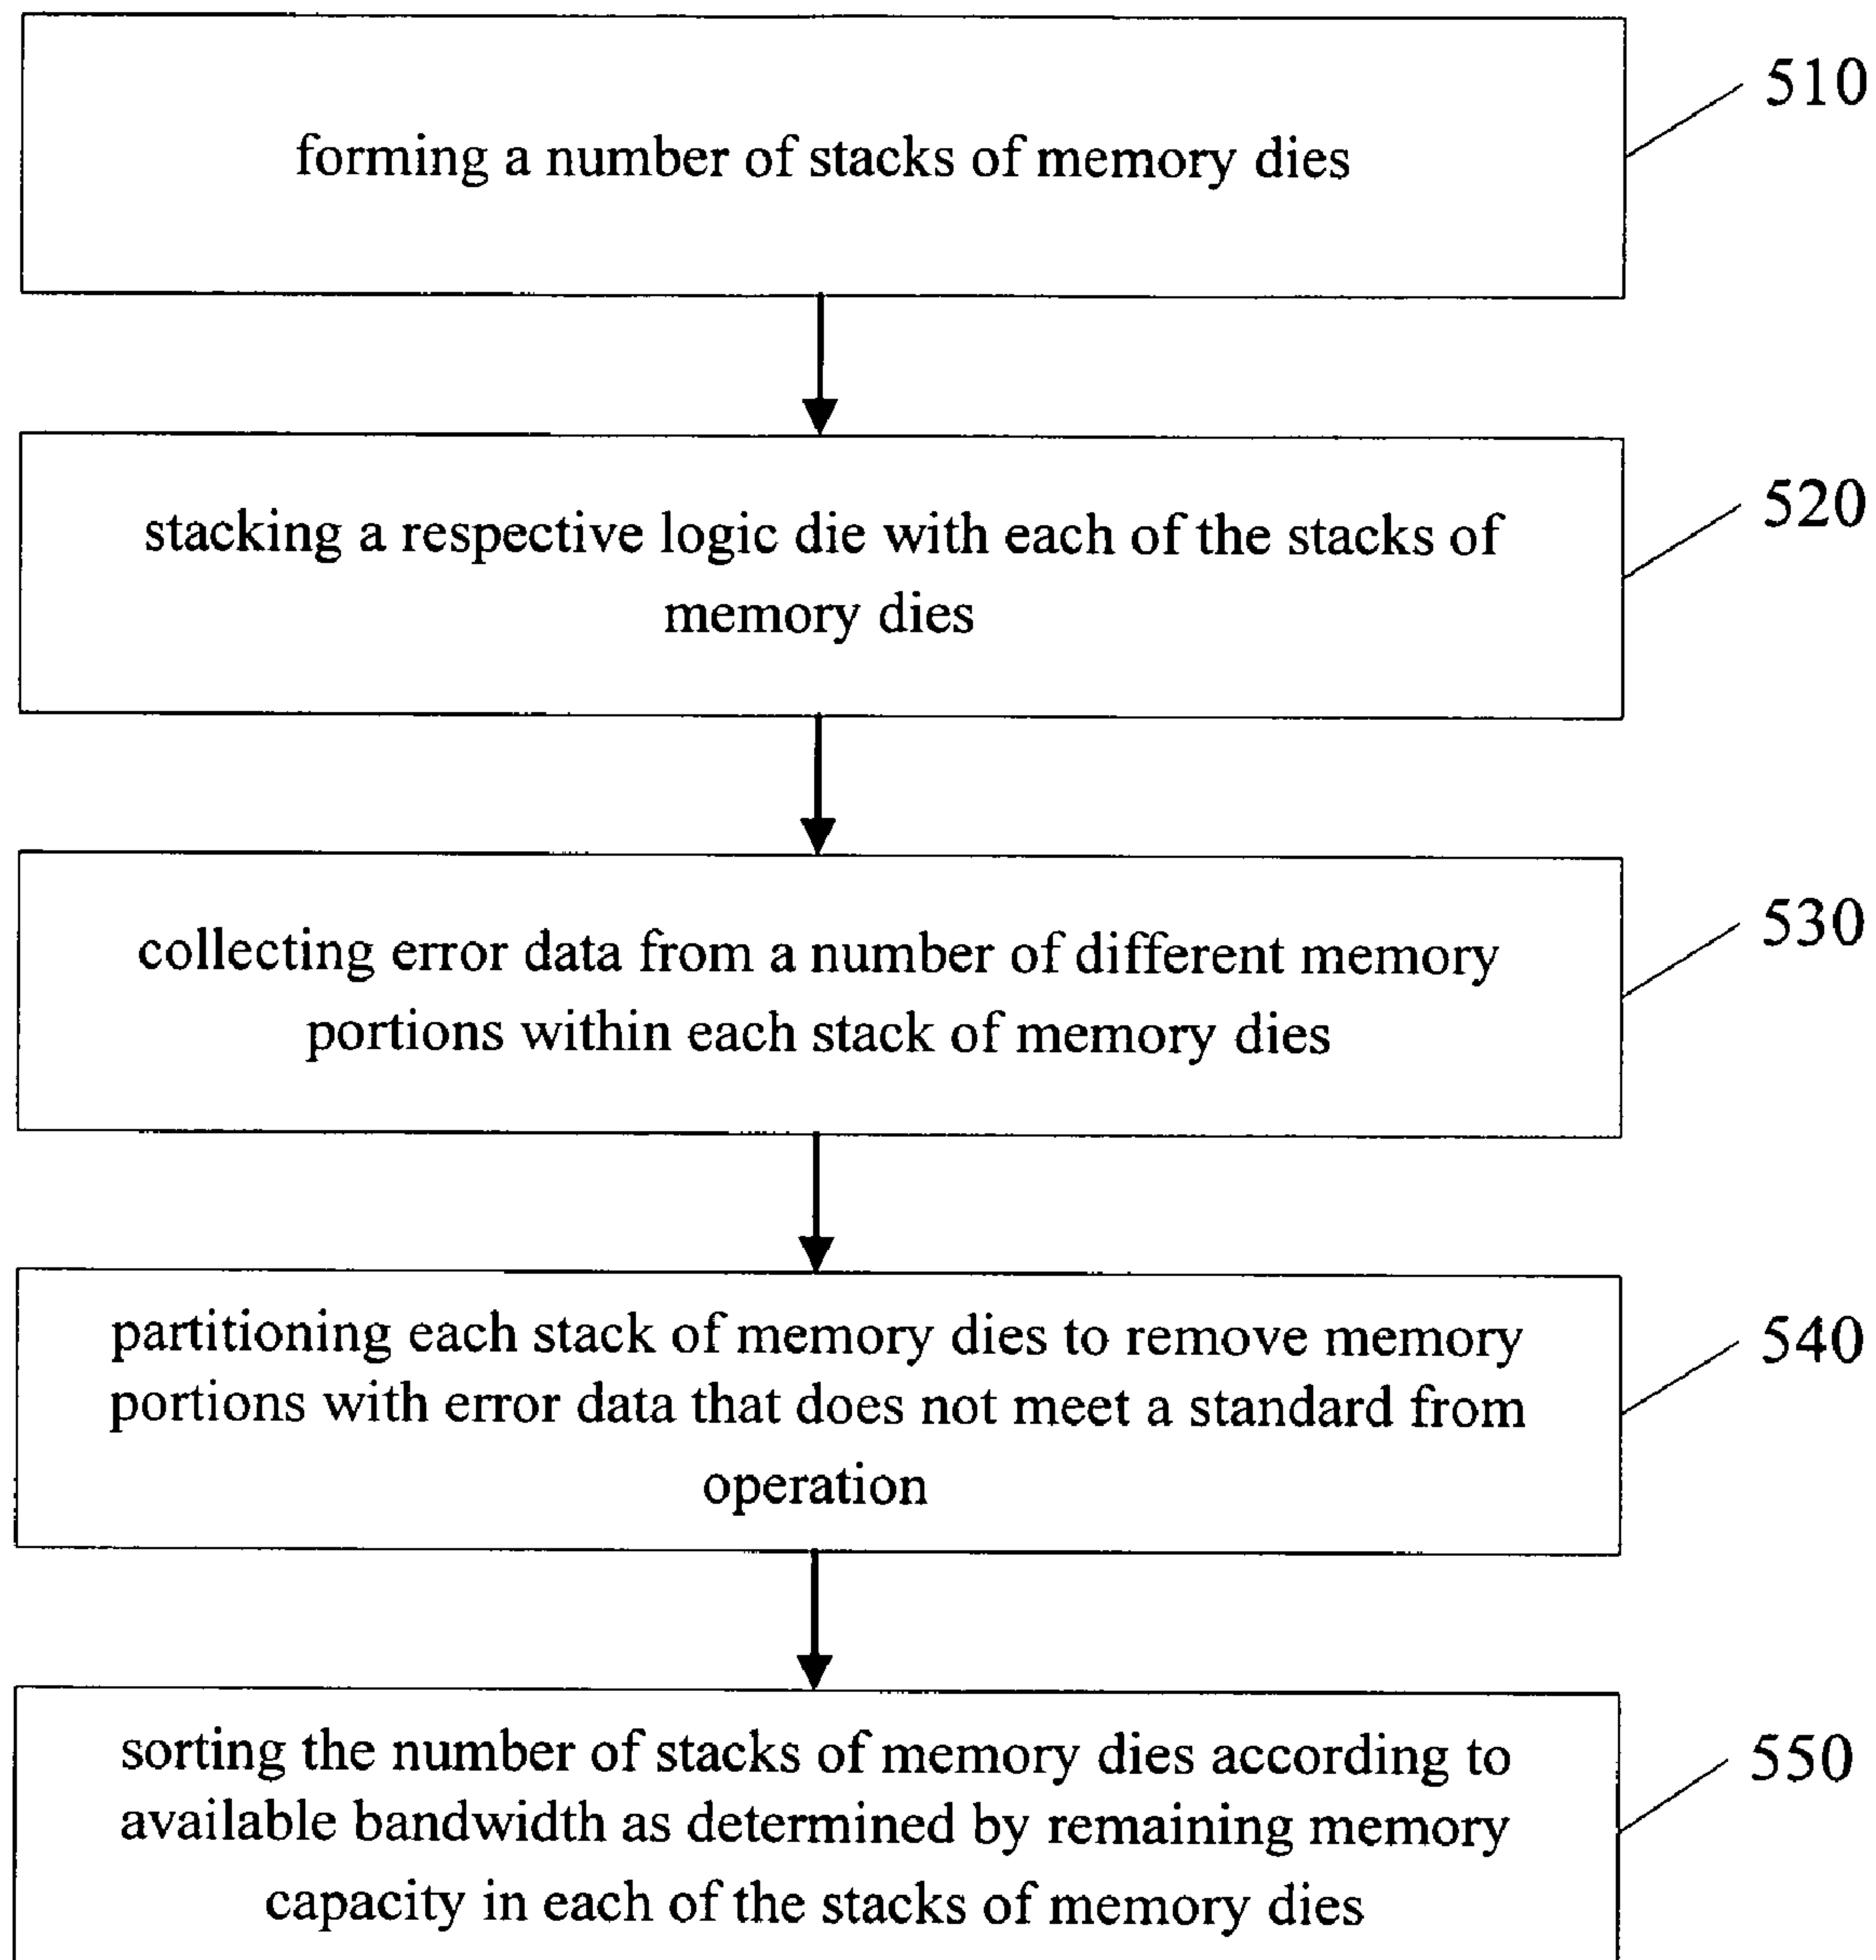 510
forming a number of stacks of memory dies
520
stacking a respective logic die with each of the stacks of
memory dies
530
collecting error data from a number of different memory
portions within each stack of memory dies
540
partitioning each stack of memory dies to remove memory
portions with error data that does not meet a standard from
operation
550
sorting the number of stacks of memory dies according to
available bandwidth as determined by remaining memory
capacity in each of the stacks of memory dies